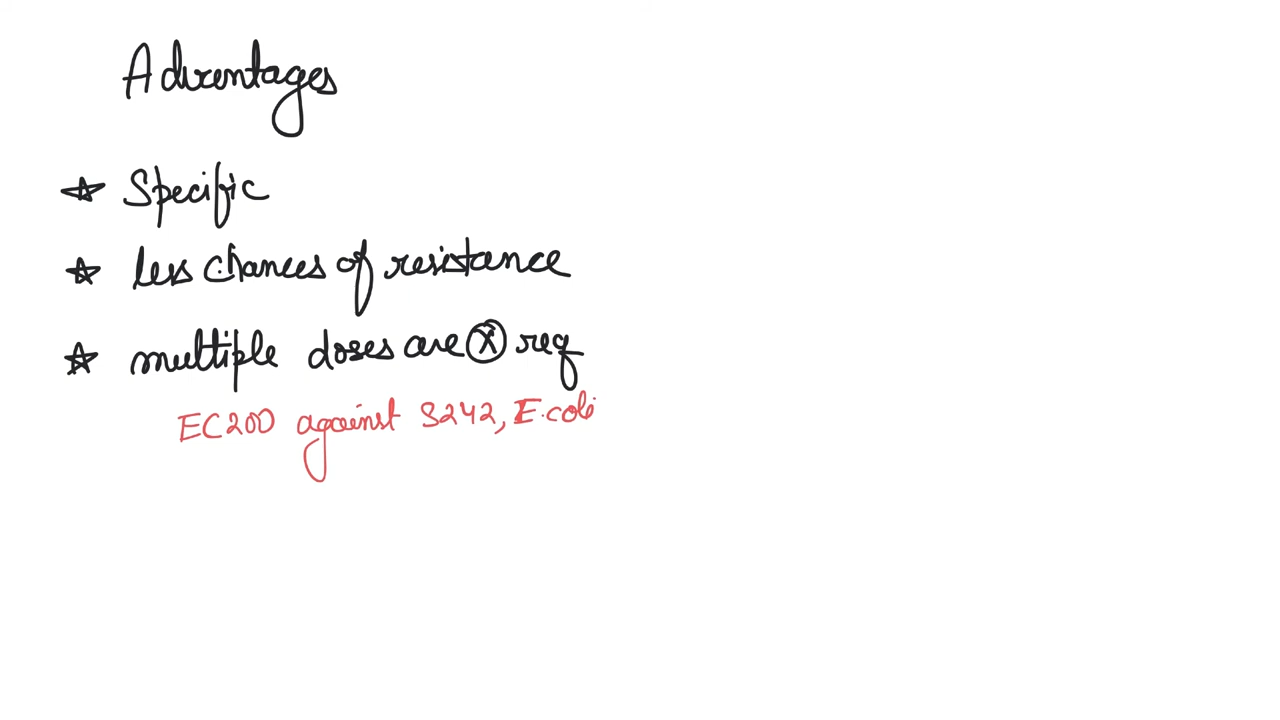 Advantages
☆ Specific
☆ less chances of resistance
☆ multiple doses are ⓧ req
EC200 against S242, E.coli